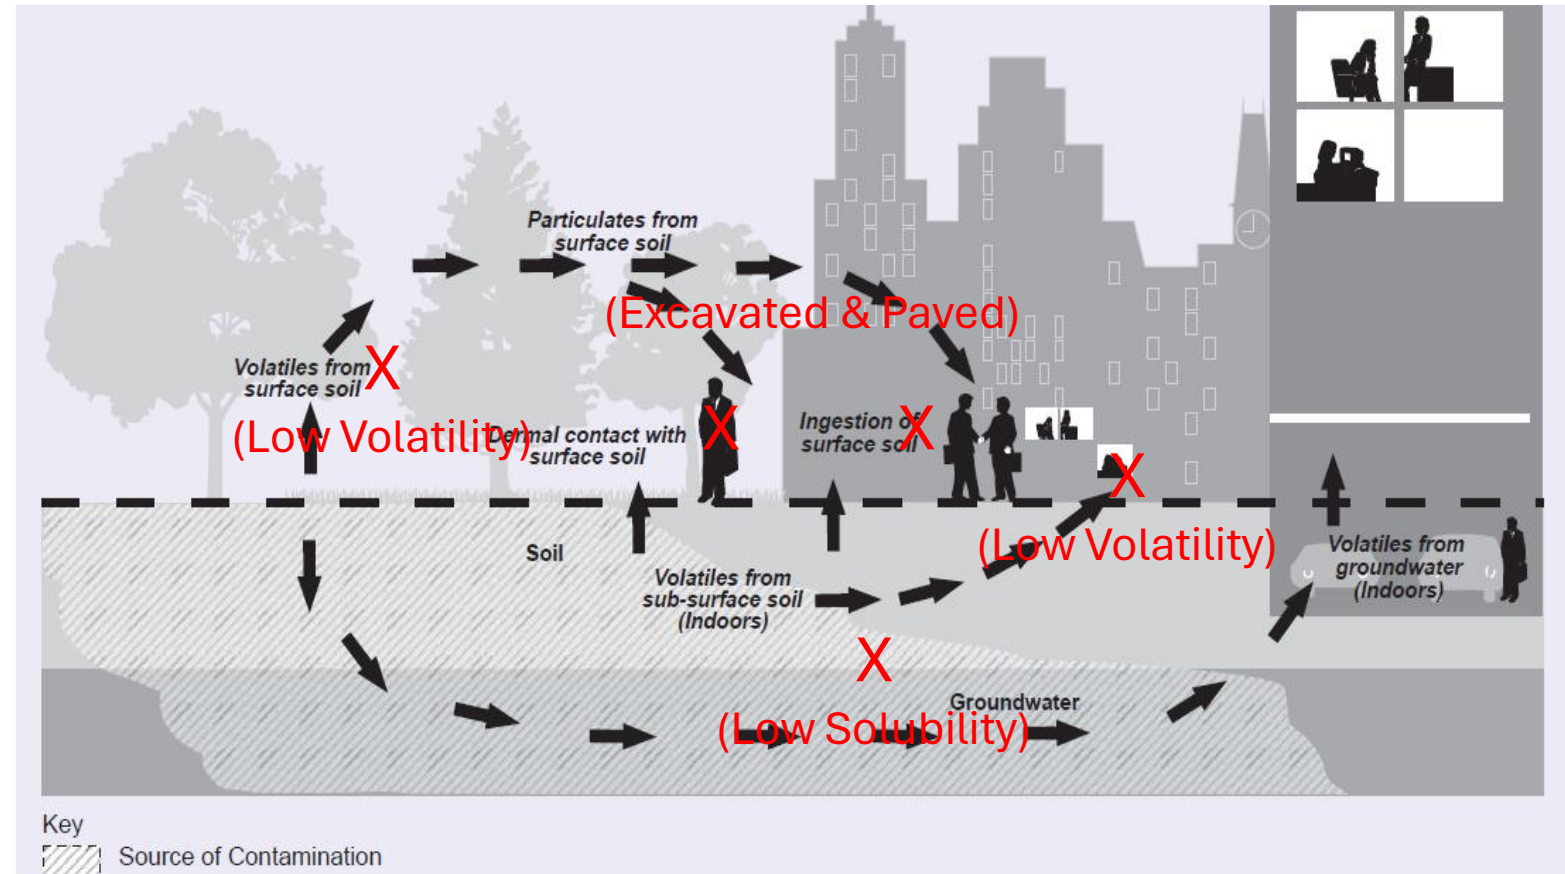 Particulates from
surface soil
(Excavated & Paved)
Volatiles from
surface soil
X
(Low Volatility)
Dermal contact with
surface soil
X
Ingestion of
surface soil
X
X
Soil
(Low Volatility)
Volatiles from
groundwater
(Indoors)
Volatiles from
sub-surface soil
(Indoors)
X
Groundwater
(Low Solubility)
Key
Source of Contamination